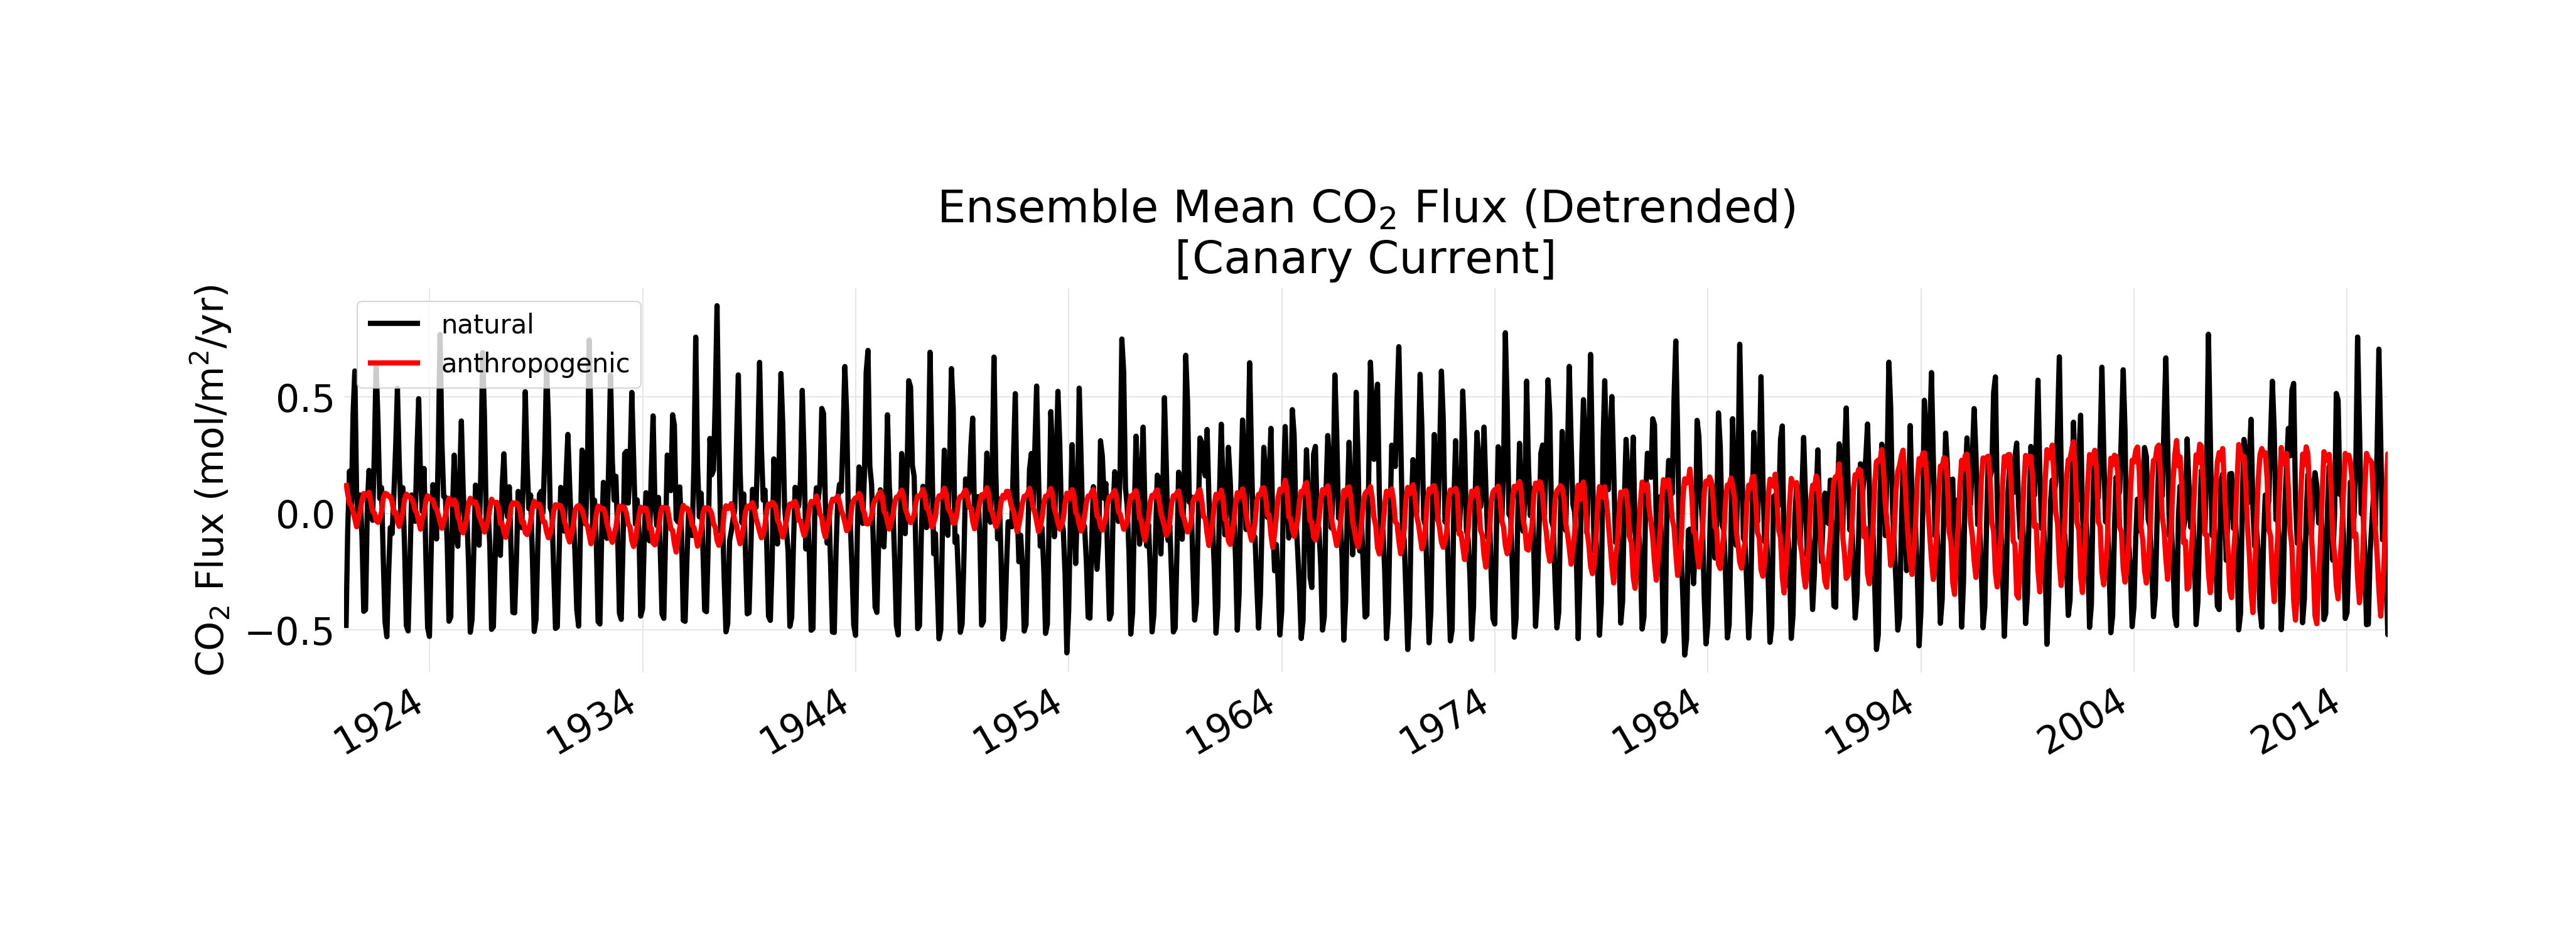 Ensemble Mean CO₂ Flux (Detrended)
[Canary Current]
CO₂ Flux (mol/m²/yr)
natural
anthropogenic
0.5
0.0
−0.5
1924
1934
1944
1954
1964
1974
1984
1994
2004
2014